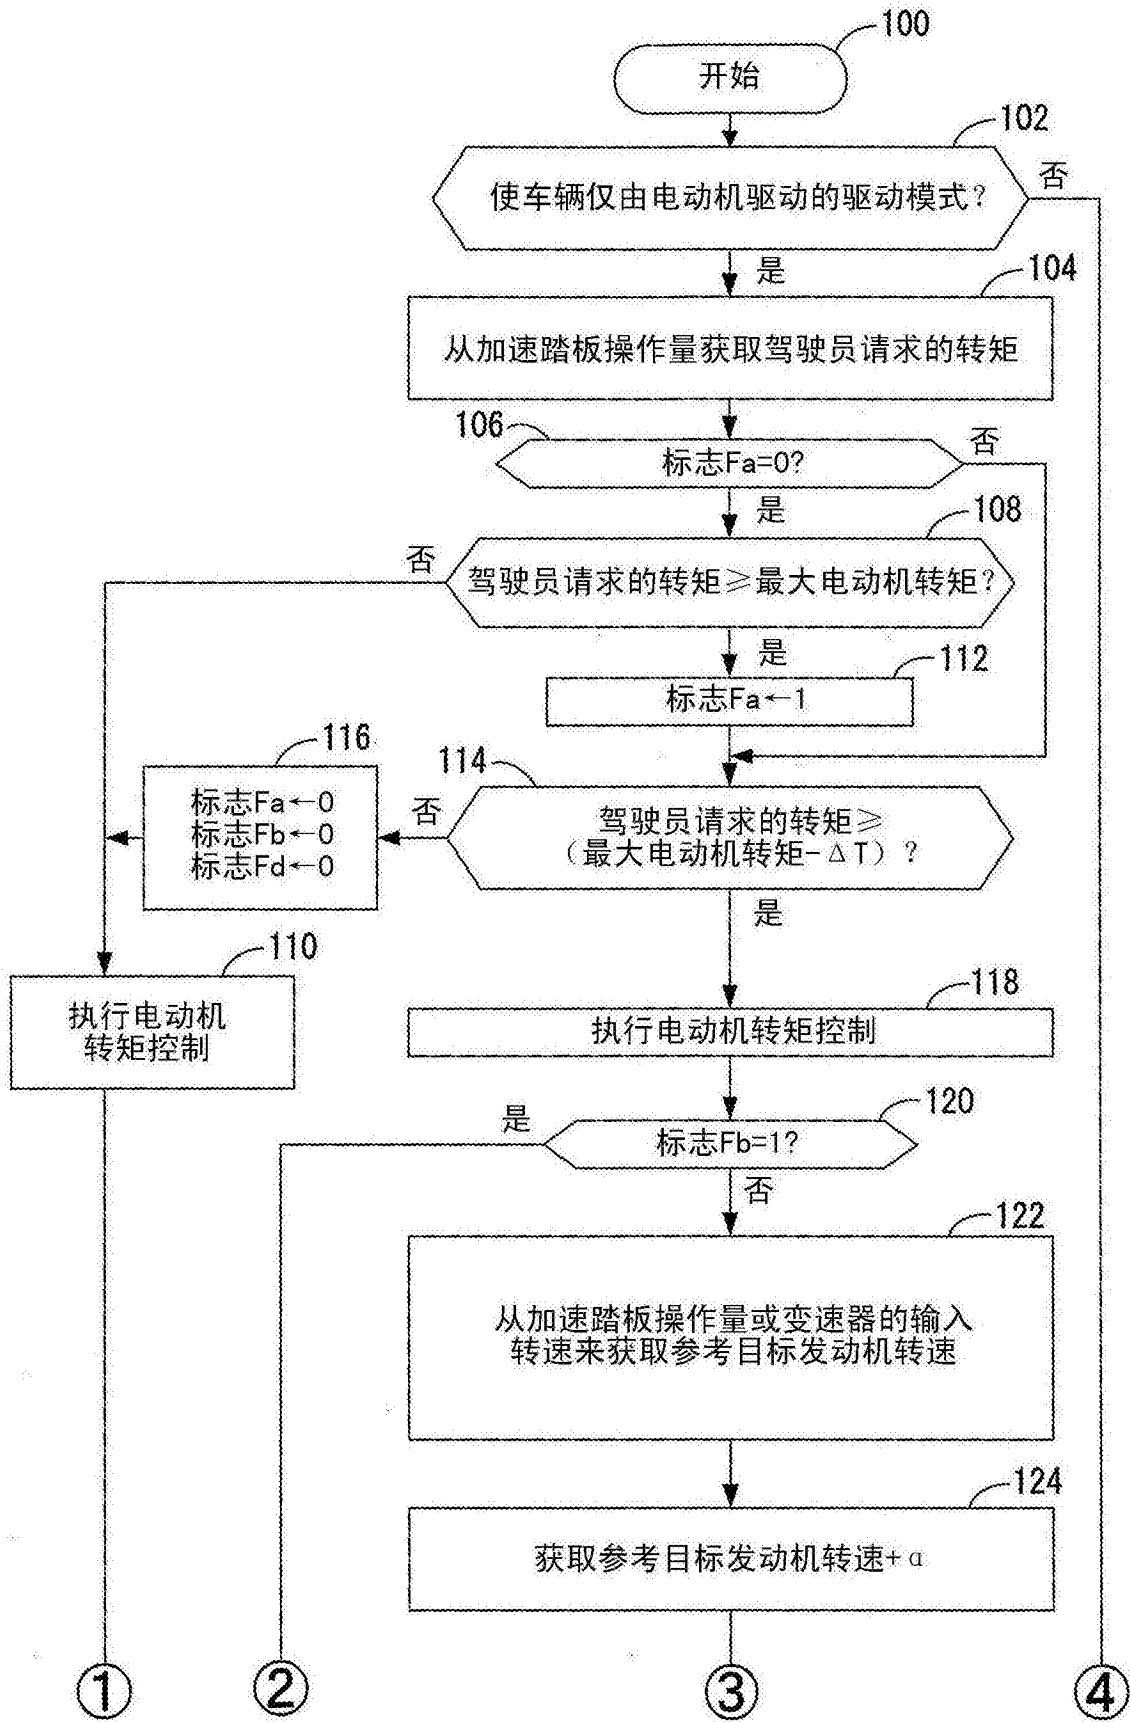 100
开始
102
使车辆仅由电动机驱动的驱动模式？
否
是
104
从加速踏板操作量获取驾驶员请求的转矩
106
标志Fa=0?
否
是
108
驾驶员请求的转矩≥最大电动机转矩？
否
是
112
标志Fa←1
116
标志Fa←0
标志Fb←0
标志Fd←0
114
驾驶员请求的转矩≥
（最大电动机转矩-ΔT）？
否
是
110
执行电动机
转矩控制
118
执行电动机转矩控制
120
标志Fb=1?
是
否
122
从加速踏板操作量或变速器的输入
转速来获取参考目标发动机转速
124
获取参考目标发动机转速+α
①
②
③
④